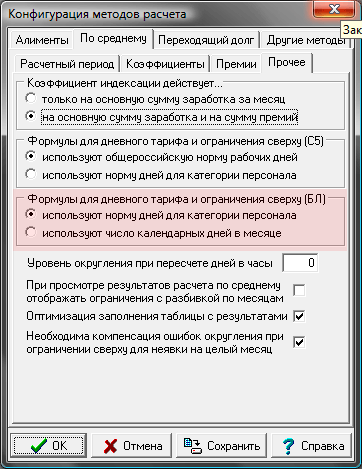 Конфигурация методов расчета
Зак
Алименты По среднему Переходящий долг Другие методы
Расчетный период Коэффициенты Премии Прочее
Коэффициент индексации действует...
только на основную сумму заработка за месяц
на основную сумму заработка и на сумму премий
Формулы для дневного тарифа и ограничения сверху (С5)
используют общероссийскую норму рабочих дней
используют норму дней для категории персонала
Формулы для дневного тарифа и ограничения сверху (БЛ)
используют норму дней для категории персонала
используют число календарных дней в месяце
Уровень округления при пересчете дней в часы 0
При просмотре результатов расчета по среднему
отображать ограничения с разбивкой по месяцам
Оптимизация заполнения таблицы с результатами
Необходима компенсация ошибок округления при
ограничении сверху для неявки на целый месяц
OK Отмена Сохранить ? Справка